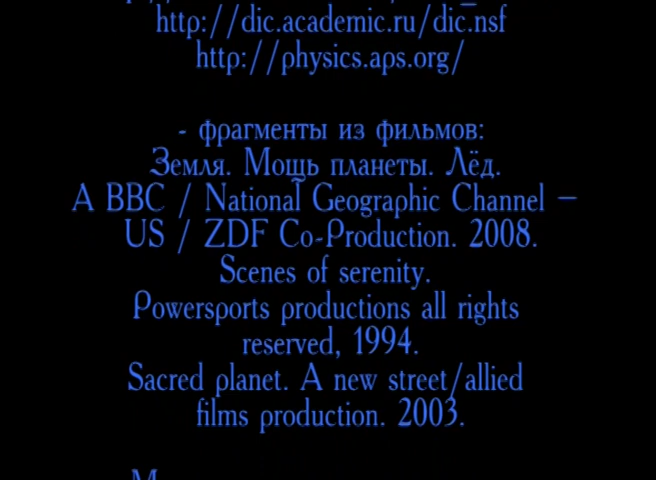 http://dic.academic.ru/dic.nsf
http://physics.aps.org/
- фрагменты из фильмов:
Земля. Мощь планеты. Лёд.
A BBC / National Geographic Channel –
US / ZDF Co-Production. 2008.
Scenes of serenity.
Powersports productions all rights
reserved, 1994.
Sacred planet. A new street/allied
films production. 2003.